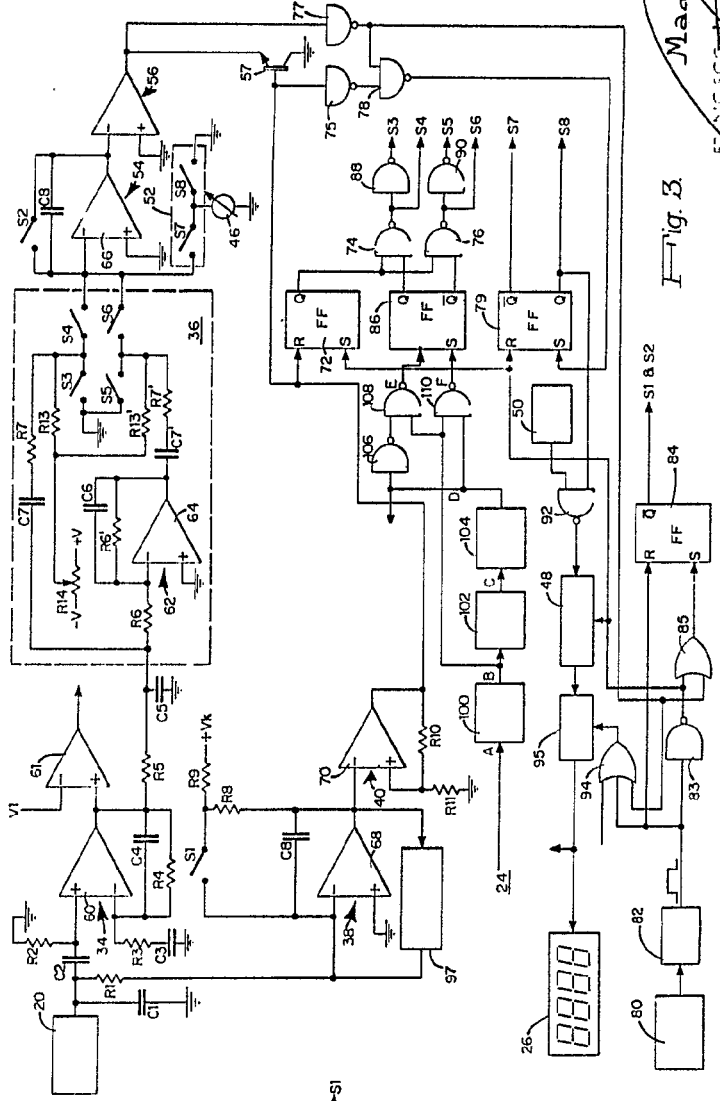 20
C1
R1
C2
R2
R3
C3
60
34
C4
R4
V1
61
R5
C5
R6
62
R14
-V
+V
R6'
C6
64
C7
R7
R13
R13'
C7'
R7'
S3
S4
S5
S6
36
66
S2
C8
54
52
S7
S8
46
56
57
77
75
78
S1
R9
+Vk
R8
C8
68
38
97
70
40
R10
R11
24
A
100
B
102
C
104
D
106
108
110
E
F
72
R
S
FF
Q
86
FF
Q
Q
74
76
88
90
S3
S4
S5
S6
79
R
S
FF
Q
Q
S7
S8
26
8888
80
82
83
94
95
48
92
50
85
R
S
FF
Q
84
S1 & S2
Fig. 3.
S1